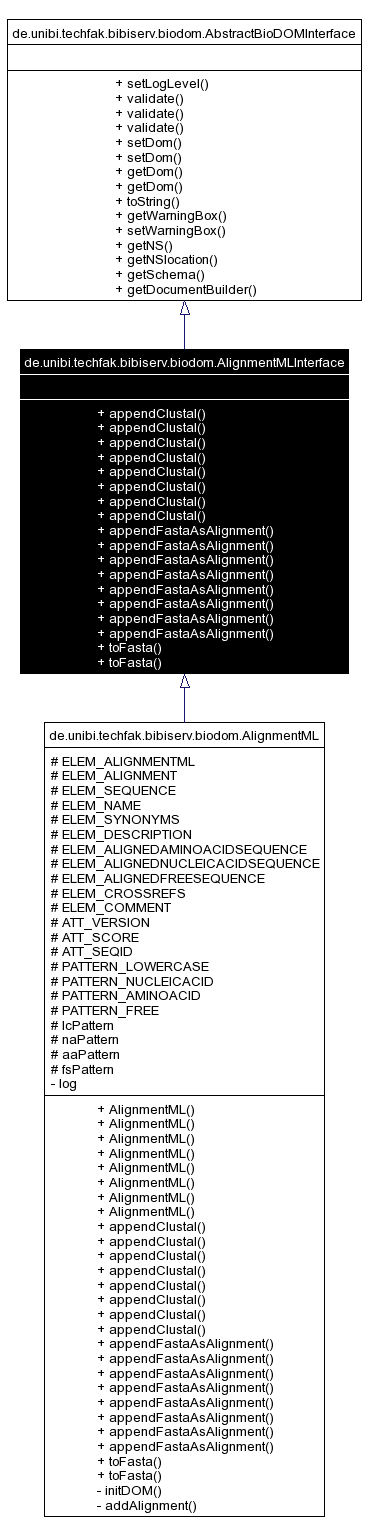 de.unibi.techfak.bibiserv.biodom.AbstractBioDOMInterface
+ setLogLevel()
+ validate()
+ validate()
+ validate()
+ setDom()
+ setDom()
+ getDom()
+ getDom()
+ toString()
+ getWarningBox()
+ setWarningBox()
+ getNS()
+ getNSlocation()
+ getSchema()
+ getDocumentBuilder()
de.unibi.techfak.bibiserv.biodom.AlignmentMLInterface
+ appendClustal()
+ appendClustal()
+ appendClustal()
+ appendClustal()
+ appendClustal()
+ appendClustal()
+ appendClustal()
+ appendClustal()
+ appendFastaAsAlignment()
+ appendFastaAsAlignment()
+ appendFastaAsAlignment()
+ appendFastaAsAlignment()
+ appendFastaAsAlignment()
+ appendFastaAsAlignment()
+ appendFastaAsAlignment()
+ appendFastaAsAlignment()
+ toFasta()
+ toFasta()
de.unibi.techfak.bibiserv.biodom.AlignmentML
# ELEM_ALIGNMENTML
# ELEM_ALIGNMENT
# ELEM_SEQUENCE
# ELEM_NAME
# ELEM_SYNONYMS
# ELEM_DESCRIPTION
# ELEM_ALIGNEDAMINOACIDSEQUENCE
# ELEM_ALIGNEDNUCLEICACIDSEQUENCE
# ELEM_ALIGNEDFREESEQUENCE
# ELEM_CROSSREFS
# ELEM_COMMENT
# ATT_VERSION
# ATT_SCORE
# ATT_SEQID
# PATTERN_LOWERCASE
# PATTERN_NUCLEICACID
# PATTERN_AMINOACID
# PATTERN_FREE
# lcPattern
# naPattern
# aaPattern
# fsPattern
- log
+ AlignmentML()
+ AlignmentML()
+ AlignmentML()
+ AlignmentML()
+ AlignmentML()
+ AlignmentML()
+ AlignmentML()
+ AlignmentML()
+ appendClustal()
+ appendClustal()
+ appendClustal()
+ appendClustal()
+ appendClustal()
+ appendClustal()
+ appendClustal()
+ appendClustal()
+ appendFastaAsAlignment()
+ appendFastaAsAlignment()
+ appendFastaAsAlignment()
+ appendFastaAsAlignment()
+ appendFastaAsAlignment()
+ appendFastaAsAlignment()
+ appendFastaAsAlignment()
+ appendFastaAsAlignment()
+ toFasta()
+ toFasta()
- initDOM()
- addAlignment()